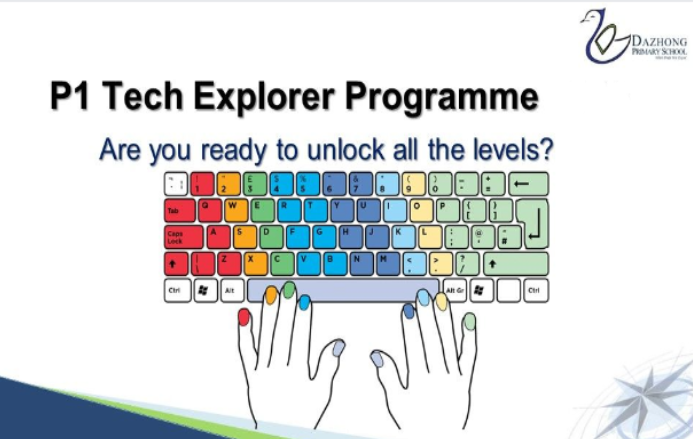 DAZHONG
PRIMARY SCHOOL
P1 Tech Explorer Programme
Are you ready to unlock all the levels?
! 1 " 2 £ 3 $ 4 % 5 ^ 6 & 7 * 8 ( 9 ) 0 - + =
Tab Q W E R T Y U I O P { [ } ]
Caps Lock A S D F G H J K L : ; @ ~ #
\ Z X C V B N M < , > . ? /
Ctrl Alt Alt Gr Ctrl